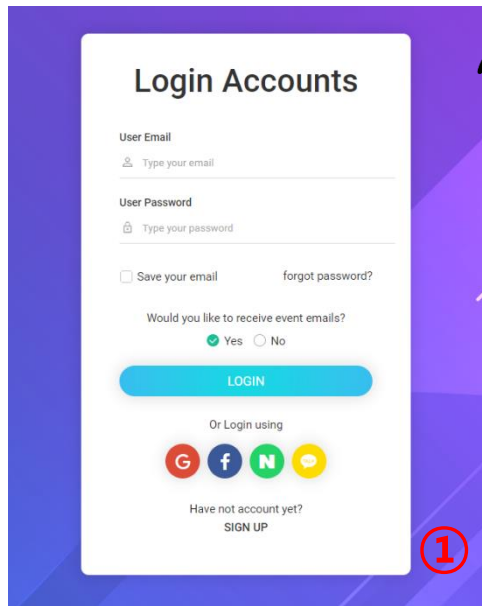 Login Accounts
User Email
Type your email
User Password
Type your password
Save your email forgot password?
Would you like to receive event emails?
Yes No
LOGIN
Or Login using
G f N TALK
Have not account yet?
SIGN UP
①